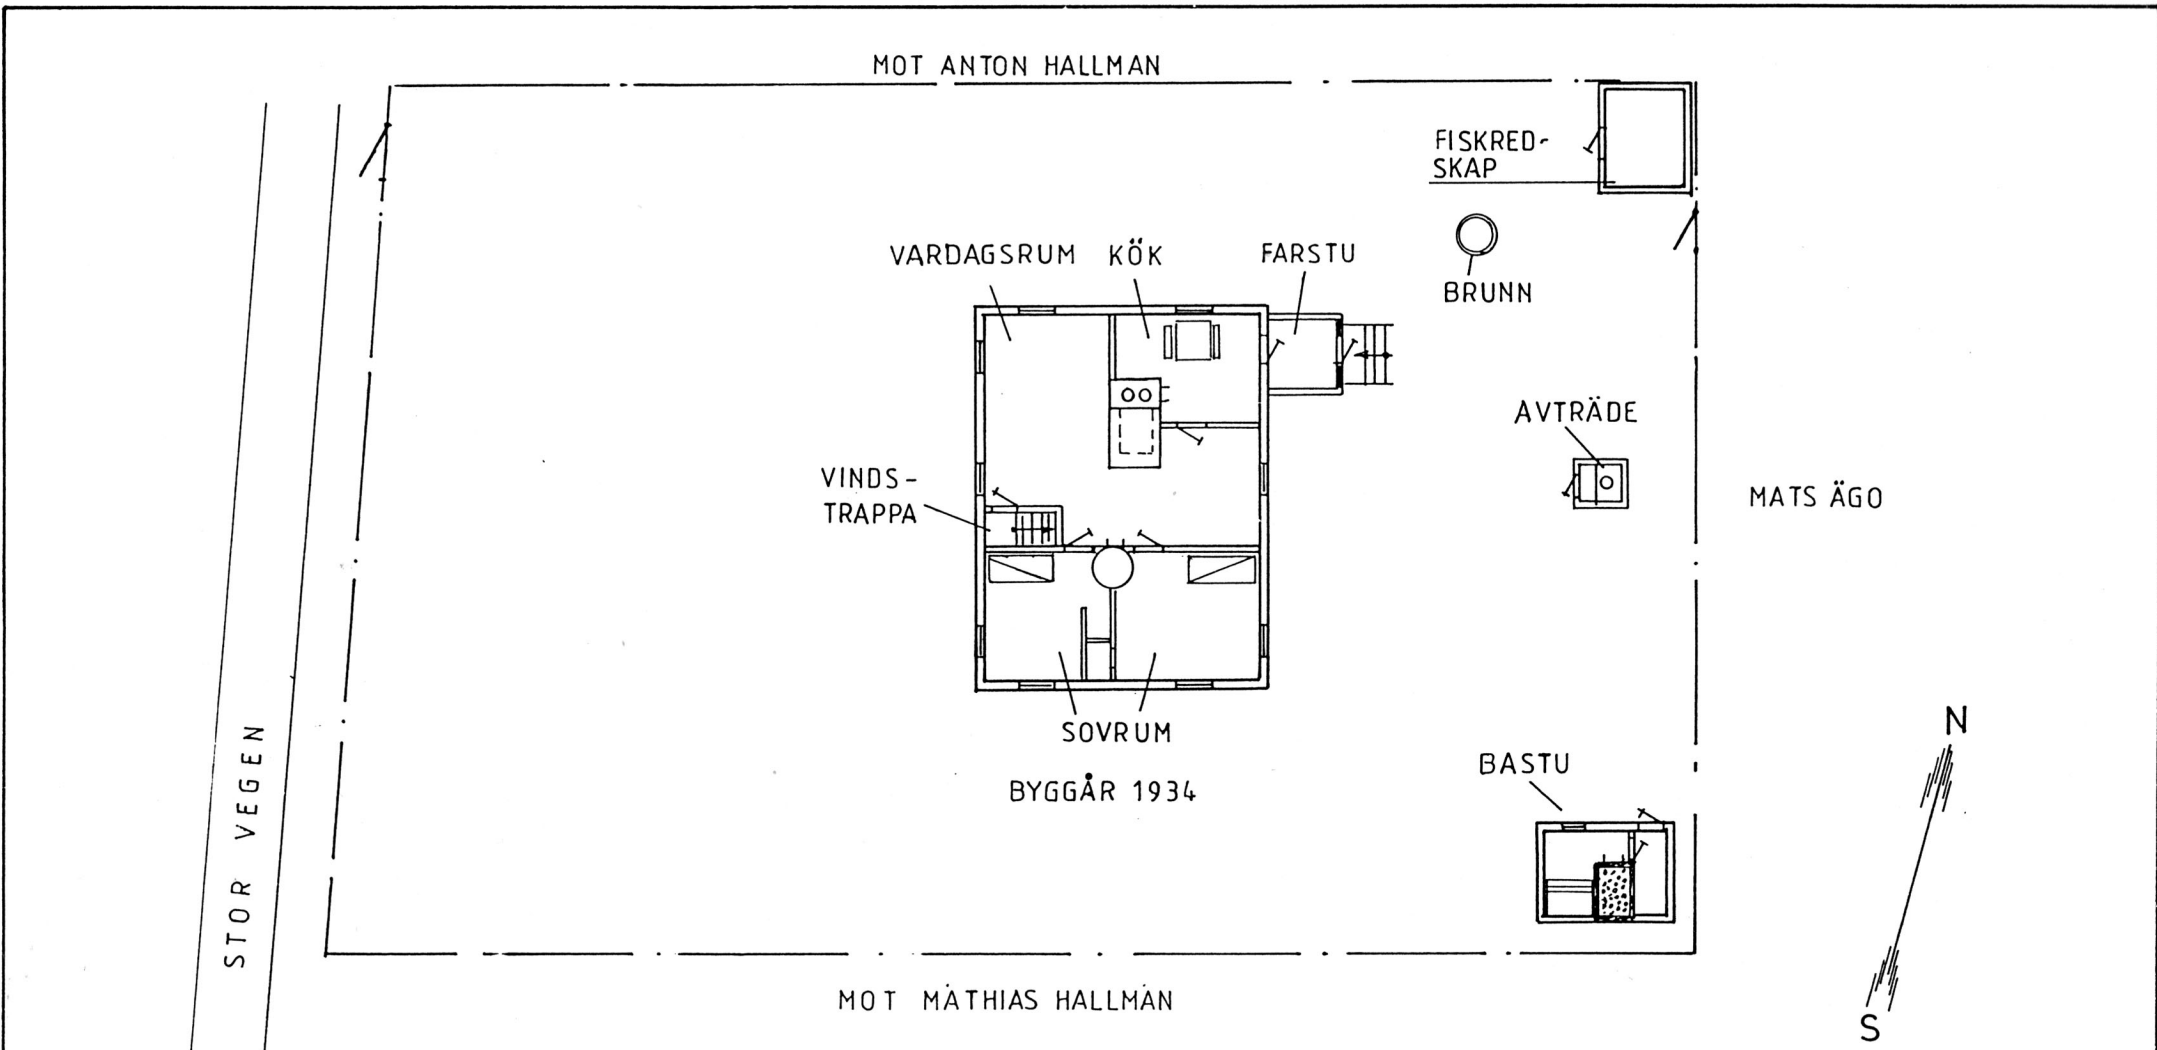 MOT ANTON HALLMAN
FISKRED-
SKAP
VARDAGSRUM
KÖK
FARSTU
BRUNN
AVTRÄDE
VINDS-
TRAPPA
MATS ÄGO
SOVRUM
BYGGÅR 1934
BASTU
STOR VEGEN
MOT MATHIAS HALLMAN
N
S